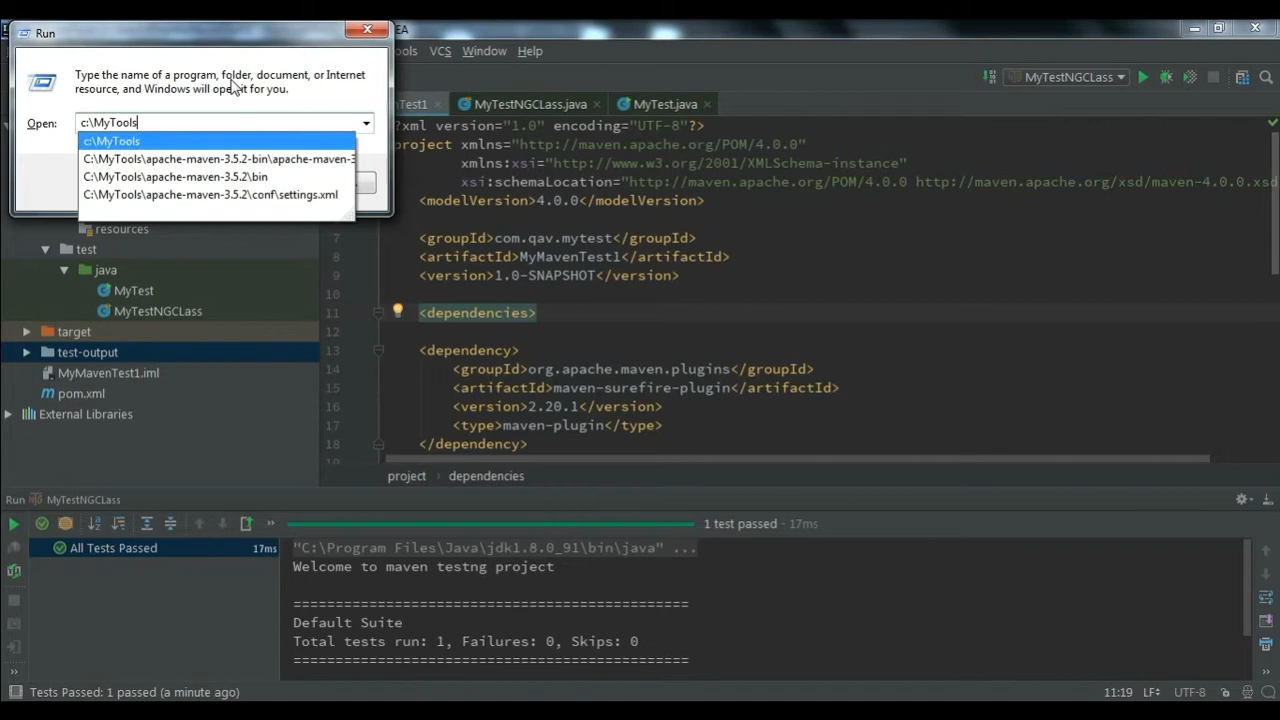 Run
Type the name of a program, folder, document, or Internet
resource, and Windows will open it for you.
Open:
c:\MyTools
c:\MyTools
C:\MyTools\apache-maven-3.5.2-bin\apache-maven-3
C:\MyTools\apache-maven-3.5.2\bin
C:\MyTools\apache-maven-3.5.2\conf\settings.xml
EA
ools VCS Window Help
MyTestNGCLass
nTest1 MyTestNGCLass.java MyTest.java
resources
test
java
MyTest
MyTestNGCLass
target
test-output
MyMavenTest1.iml
pom.xml
External Libraries
?xml version="1.0" encoding="UTF-8"?>
project xmlns="http://maven.apache.org/POM/4.0.0"
xmlns:xsi="http://www.w3.org/2001/XMLSchema-instance"
xsi:schemaLocation="http://maven.apache.org/POM/4.0.0 http://maven.apache.org/xsd/maven-4.0.0.xsd
<modelVersion>4.0.0</modelVersion>
7 <groupId>com.qav.mytest</groupId>
8 <artifactId>MyMavenTest1</artifactId>
9 <version>1.0-SNAPSHOT</version>
10
11 <dependencies>
12
13 <dependency>
14 <groupId>org.apache.maven.plugins</groupId>
15 <artifactId>maven-surefire-plugin</artifactId>
16 <version>2.20.1</version>
17 <type>maven-plugin</type>
18 </dependency>
19
project dependencies
Run MyTestNGCLass
1 test passed - 17ms
All Tests Passed 17ms
"C:\Program Files\Java\jdk1.8.0_91\bin\java" ...
Welcome to maven testng project
===============================================
Default Suite
Total tests run: 1, Failures: 0, Skips: 0
===============================================
Tests Passed: 1 passed (a minute ago)
11:19 LF÷ UTF-8